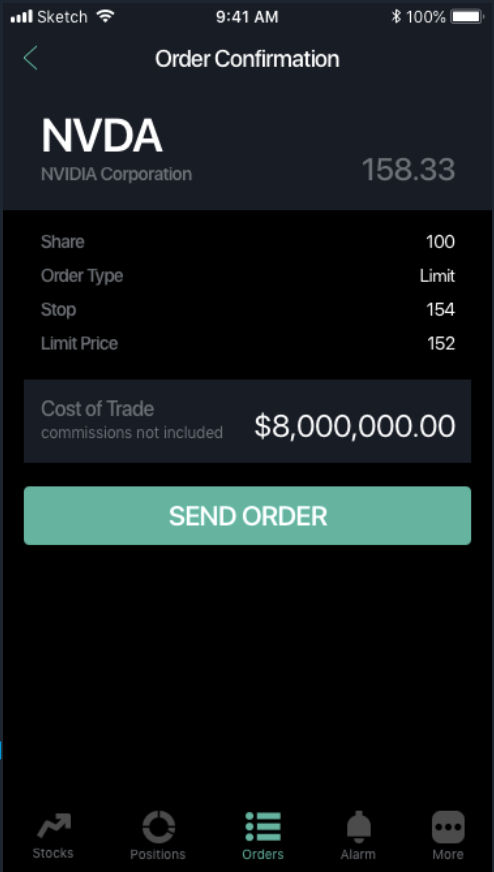 Sketch 9:41 AM 100%
Order Confirmation
NVDA
NVIDIA Corporation 158.33
Share 100
Order Type Limit
Stop 154
Limit Price 152
Cost of Trade
commissions not included $8,000,000.00
SEND ORDER
Stocks Positions Orders Alarm More